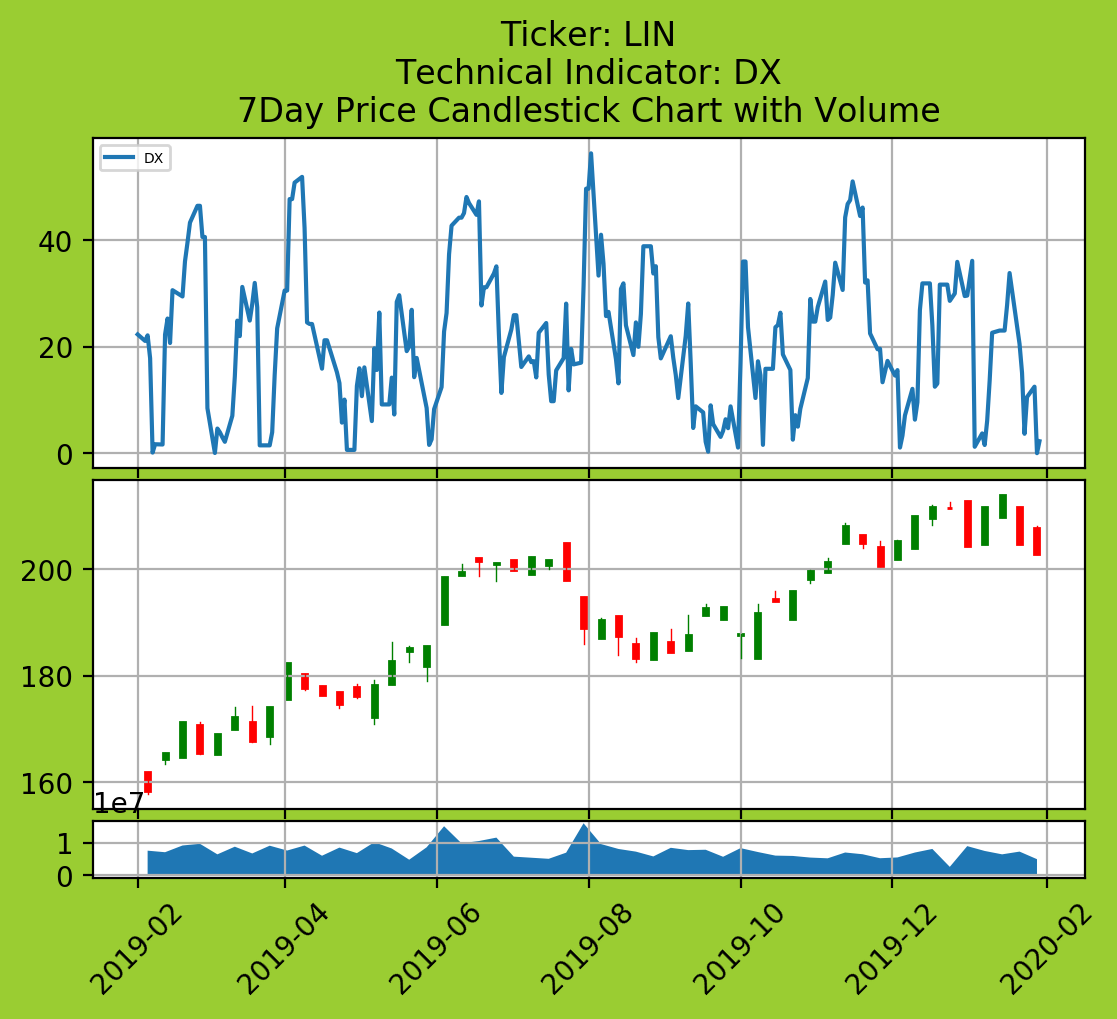 Ticker: LIN
Technical Indicator: DX
7Day Price Candlestick Chart with Volume
DX
40
20
0
200
180
160
1e7
1
0
2019-02 2019-04 2019-06 2019-08 2019-10 2019-12 2020-02